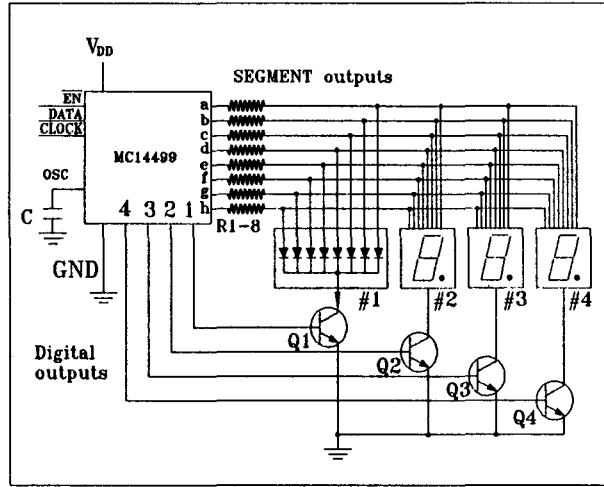 V_DD
SEGMENT outputs
EN
DATA
CLOCK
MC14499
a
b
c
d
e
f
g
h
OSC
C
4 3 2 1
R1-8
GND
#1
#2
#3
#4
Q1
Q2
Q3
Q4
Digital
outputs